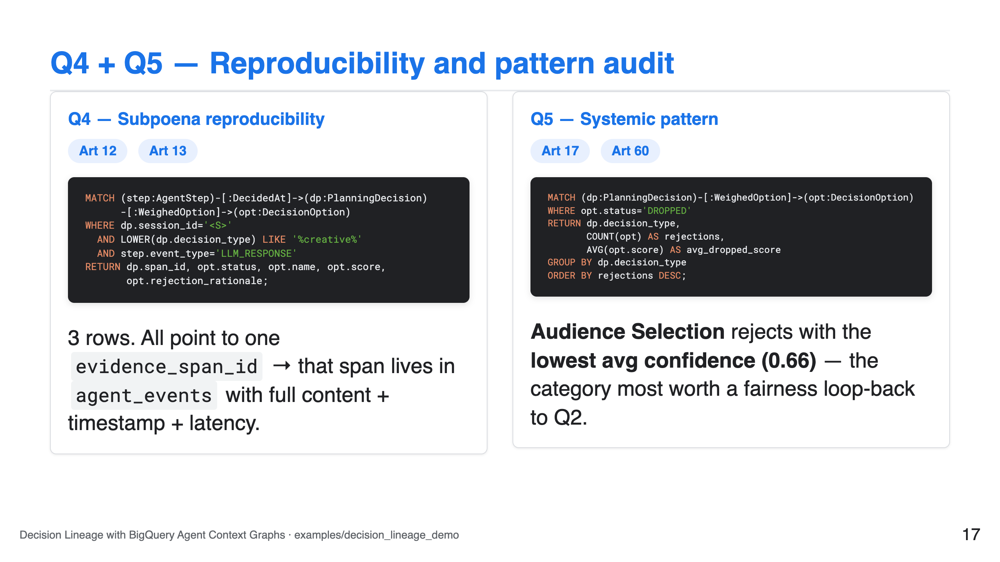 Q4 + Q5 — Reproducibility and pattern audit
Q4 — Subpoena reproducibility
Art 12 Art 13
MATCH (step:AgentStep)-[:DecidedAt]->(dp:PlanningDecision)
      -[:WeighedOption]->(opt:DecisionOption)
WHERE dp.session_id='<S>'
  AND LOWER(dp.decision_type) LIKE '%creative%'
  AND step.event_type='LLM_RESPONSE'
RETURN dp.span_id, opt.status, opt.name, opt.score,
       opt.rejection_rationale;
3 rows. All point to one
evidence_span_id → that span lives in
agent_events with full content +
timestamp + latency.
Q5 — Systemic pattern
Art 17 Art 60
MATCH (dp:PlanningDecision)-[:WeighedOption]->(opt:DecisionOption)
WHERE opt.status='DROPPED'
RETURN dp.decision_type,
       COUNT(opt) AS rejections,
       AVG(opt.score) AS avg_dropped_score
GROUP BY dp.decision_type
ORDER BY rejections DESC;
Audience Selection rejects with the
lowest avg confidence (0.66) — the
category most worth a fairness loop-back
to Q2.
Decision Lineage with BigQuery Agent Context Graphs · examples/decision_lineage_demo
17